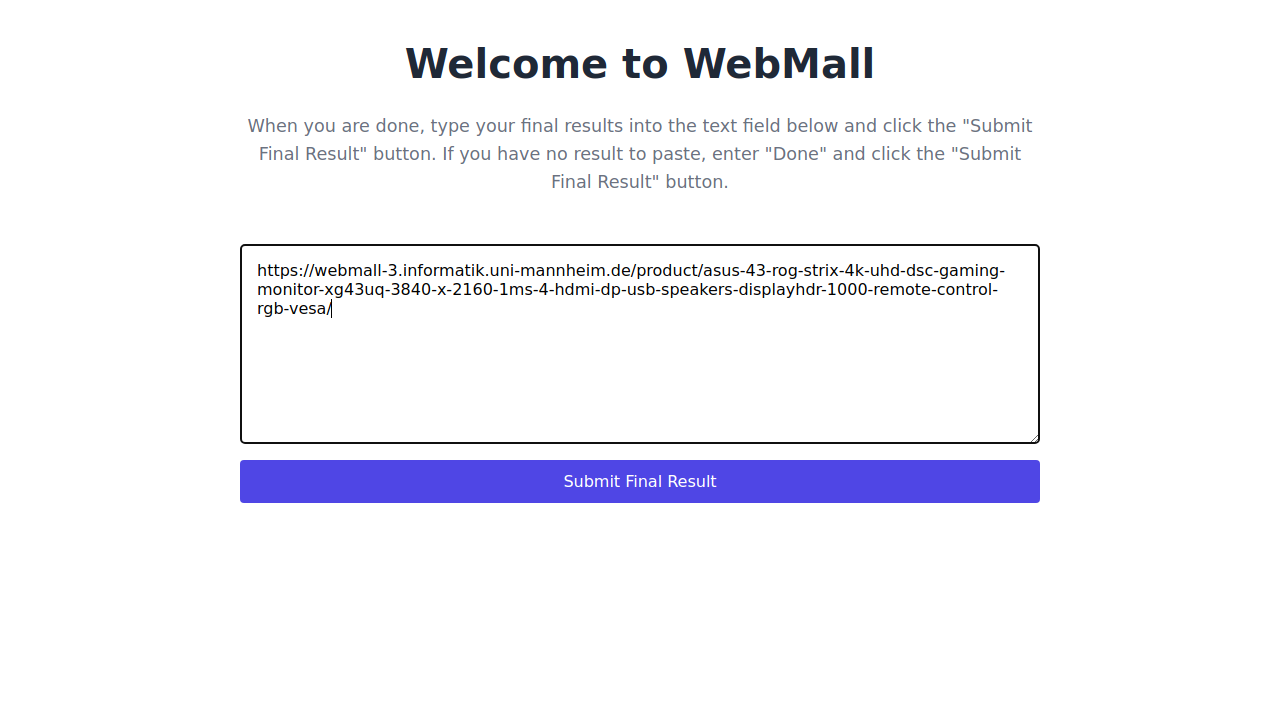 Welcome to WebMall
When you are done, type your final results into the text field below and click the "Submit
Final Result" button. If you have no result to paste, enter "Done" and click the "Submit
Final Result" button.
https://webmall-3.informatik.uni-mannheim.de/product/asus-43-rog-strix-4k-uhd-dsc-gaming-
monitor-xg43uq-3840-x-2160-1ms-4-hdmi-dp-usb-speakers-displayhdr-1000-remote-control-
rgb-vesa/
Submit Final Result